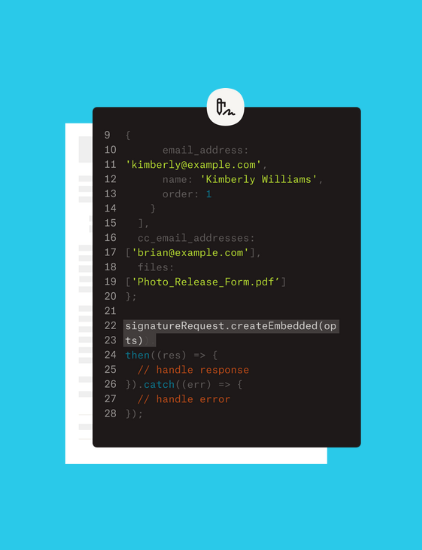 9 {
10 email_address:
11 'kimberly@example.com',
12 name: 'Kimberly Williams',
13 order: 1
14 }
15 ],
16 cc_email_addresses:
17 ['brian@example.com'],
18 files:
19 ['Photo_Release_Form.pdf']
20 };
21
22 signatureRequest.createEmbedded(op
23 ts)
24 then((res) => {
25 // handle response
26 }).catch((err) => {
27 // handle error
28 });